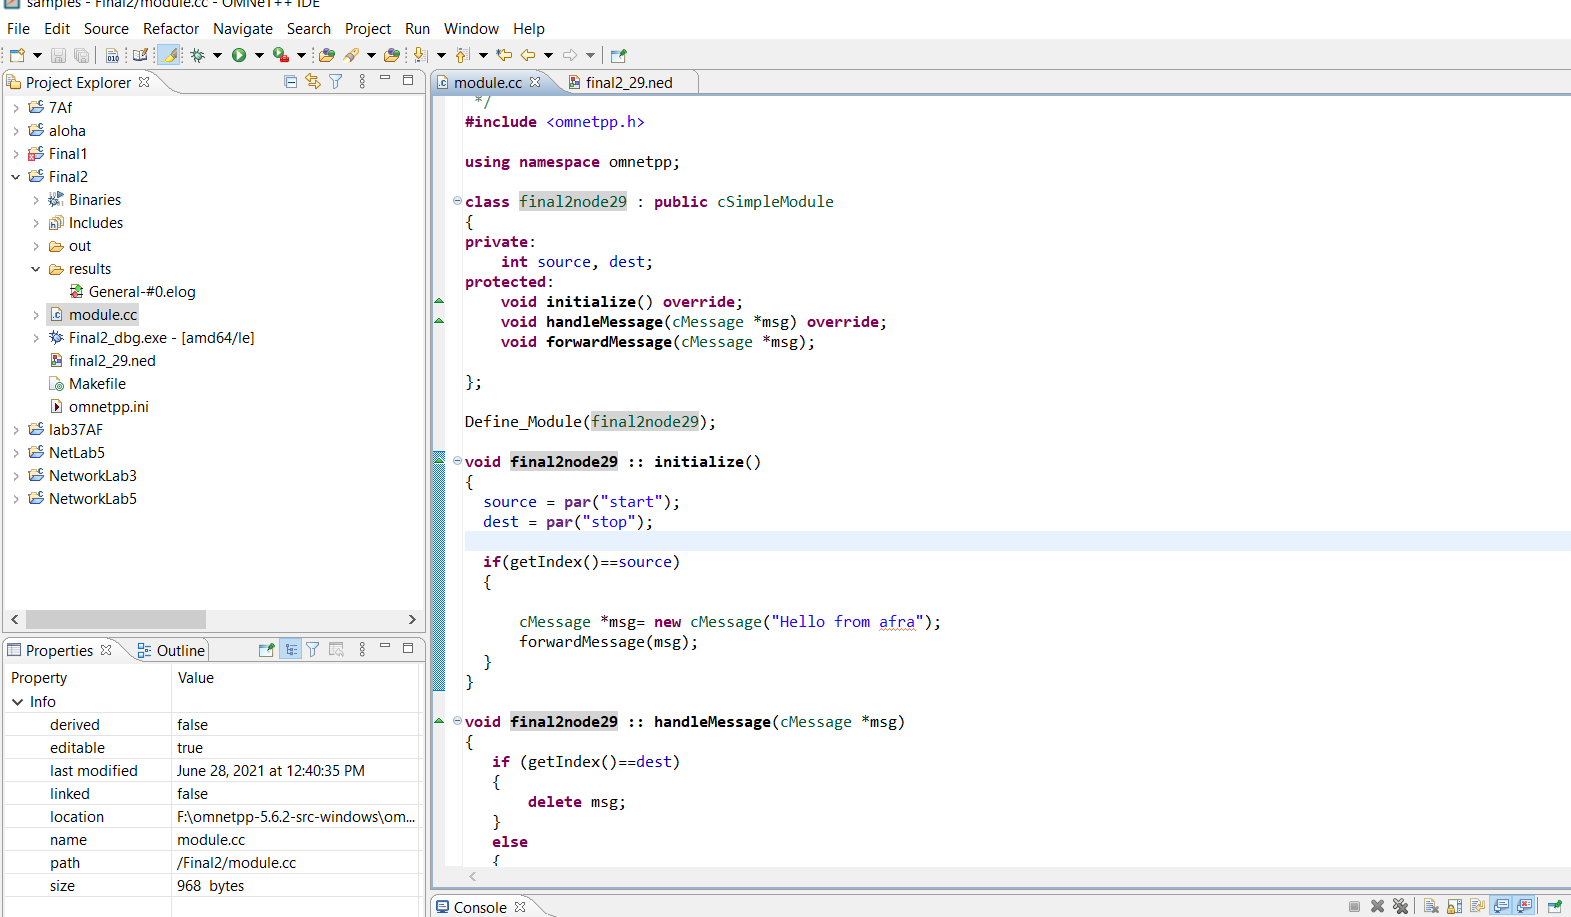 samples - Final2/module.cc - OMNeT++ IDE
File Edit Source Refactor Navigate Search Project Run Window Help
Project Explorer
7Af
aloha
Final1
Final2
Binaries
Includes
out
results
General-#0.elog
module.cc
Final2_dbg.exe - [amd64/le]
final2_29.ned
Makefile
omnetpp.ini
lab37AF
NetLab5
NetworkLab3
NetworkLab5
Properties Outline
Property Value
Info
derived false
editable true
last modified June 28, 2021 at 12:40:35 PM
linked false
location F:\omnetpp-5.6.2-src-windows\om...
name module.cc
path /Final2/module.cc
size 968 bytes
module.cc final2_29.ned
*/
#include <omnetpp.h>
using namespace omnetpp;
class final2node29 : public cSimpleModule
{
private:
int source, dest;
protected:
void initialize() override;
void handleMessage(cMessage *msg) override;
void forwardMessage(cMessage *msg);
};
Define_Module(final2node29);
void final2node29 :: initialize()
{
source = par("start");
dest = par("stop");
if(getIndex()==source)
{
cMessage *msg= new cMessage("Hello from afra");
forwardMessage(msg);
}
}
void final2node29 :: handleMessage(cMessage *msg)
{
if (getIndex()==dest)
{
delete msg;
}
else
{
Console